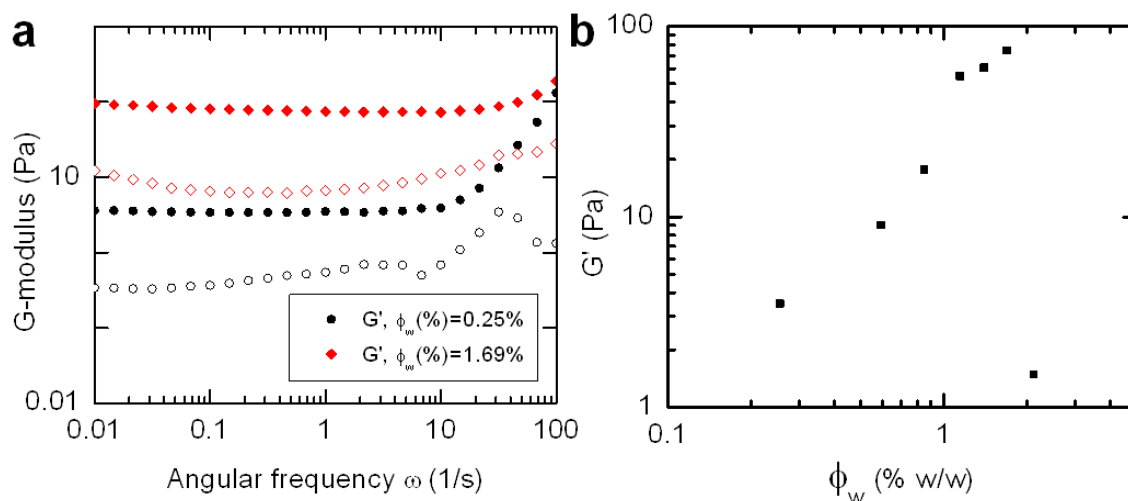 a
G-modulus (Pa)
10
0.01
0.01 0.1 1 10 100
Angular frequency ω (1/s)
G', ϕw(%)=0.25%
G', ϕw(%)=1.69%
b
G' (Pa)
100
10
1
0.1 1
ϕw (% w/w)